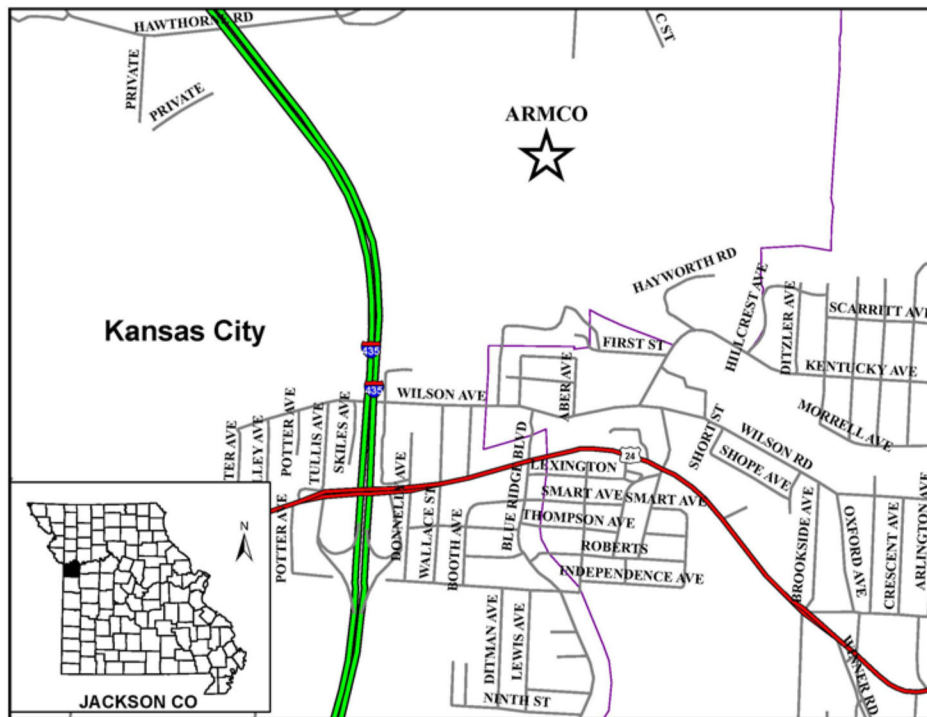 HAWTHORNE RD
C ST
PRIVATE
PRIVATE
ARMCO
HAYWORTH RD
HILLCREST AVE
DITZLER AVE
SCARRITT AVE
Kansas City
435
FIRST ST
KENTUCKY AVE
435
WILSON AVE
ABER AVE
MORRELL AVE
SHORT ST
WILSON RD
TER AVE
LLEY AVE
POTTER AVE
TULLIS AVE
SKILES AVE
BLUE RIDGE BLVD
24
LEXINGTON
SHOPE AVE
SMART AVE
SMART AVE
DONNELLY AVE
WALLACE ST
BOOTH AVE
THOMPSON AVE
ROBERTS
INDEPENDENCE AVE
POTTER AVE
BROOKSIDE AVE
OXFORD AVE
CRESCENT AVE
ARLINGTON AVE
N
DITMAN AVE
LEWIS AVE
WINNER RD
NINTH ST
JACKSON CO